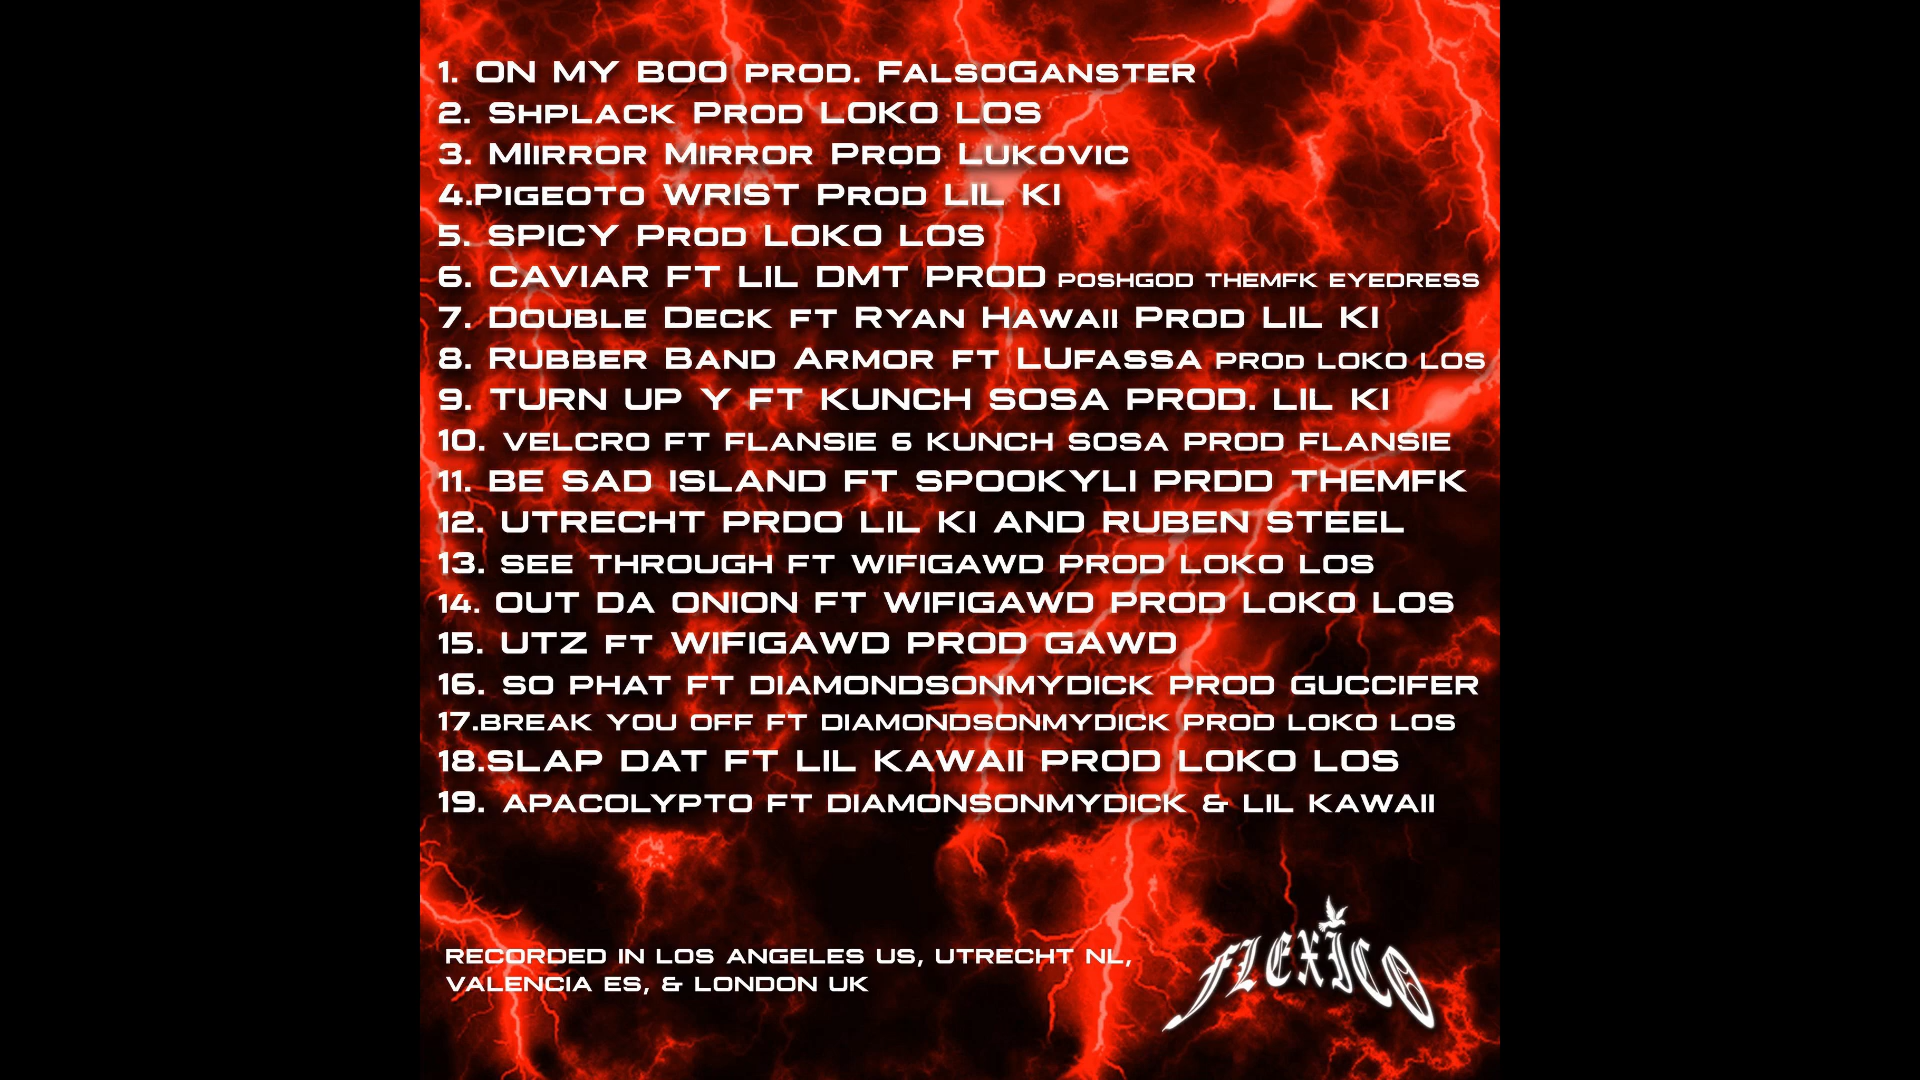 1. ON MY BOO PROD. FALSOGANSTER
2. SHPLACK PROD LOKO LOS
3. MIIRROR MIRROR PROD LUKOVIC
4.PIGEOTO WRIST PROD LIL KI
5. SPICY PROD LOKO LOS
6. CAVIAR FT LIL DMT PROD POSHGOD THEMFK EYEDRESS
7. DOUBLE DECK FT RYAN HAWAII PROD LIL KI
8. RUBBER BAND ARMOR FT LUFASSA PROD LOKO LOS
9. TURN UP Y FT KUNCH SOSA PROD. LIL KI
10. VELCRO FT FLANSIE 6 KUNCH SOSA PROD FLANSIE
11. BE SAD ISLAND FT SPOOKYLI PRDD THEMFK
12. UTRECHT PRDO LIL KI AND RUBEN STEEL
13. SEE THROUGH FT WIFIGAWD PROD LOKO LOS
14. OUT DA ONION FT WIFIGAWD PROD LOKO LOS
15. UTZ FT WIFIGAWD PROD GAWD
16. SO PHAT FT DIAMONDSONMYDICK PROD GUCCIFER
17.BREAK YOU OFF FT DIAMONDSONMYDICK PROD LOKO LOS
18.SLAP DAT FT LIL KAWAII PROD LOKO LOS
19. APACOLYPTO FT DIAMONSONMYDICK & LIL KAWAII
RECORDED IN LOS ANGELES US, UTRECHT NL,
VALENCIA ES, & LONDON UK
FLEXICO